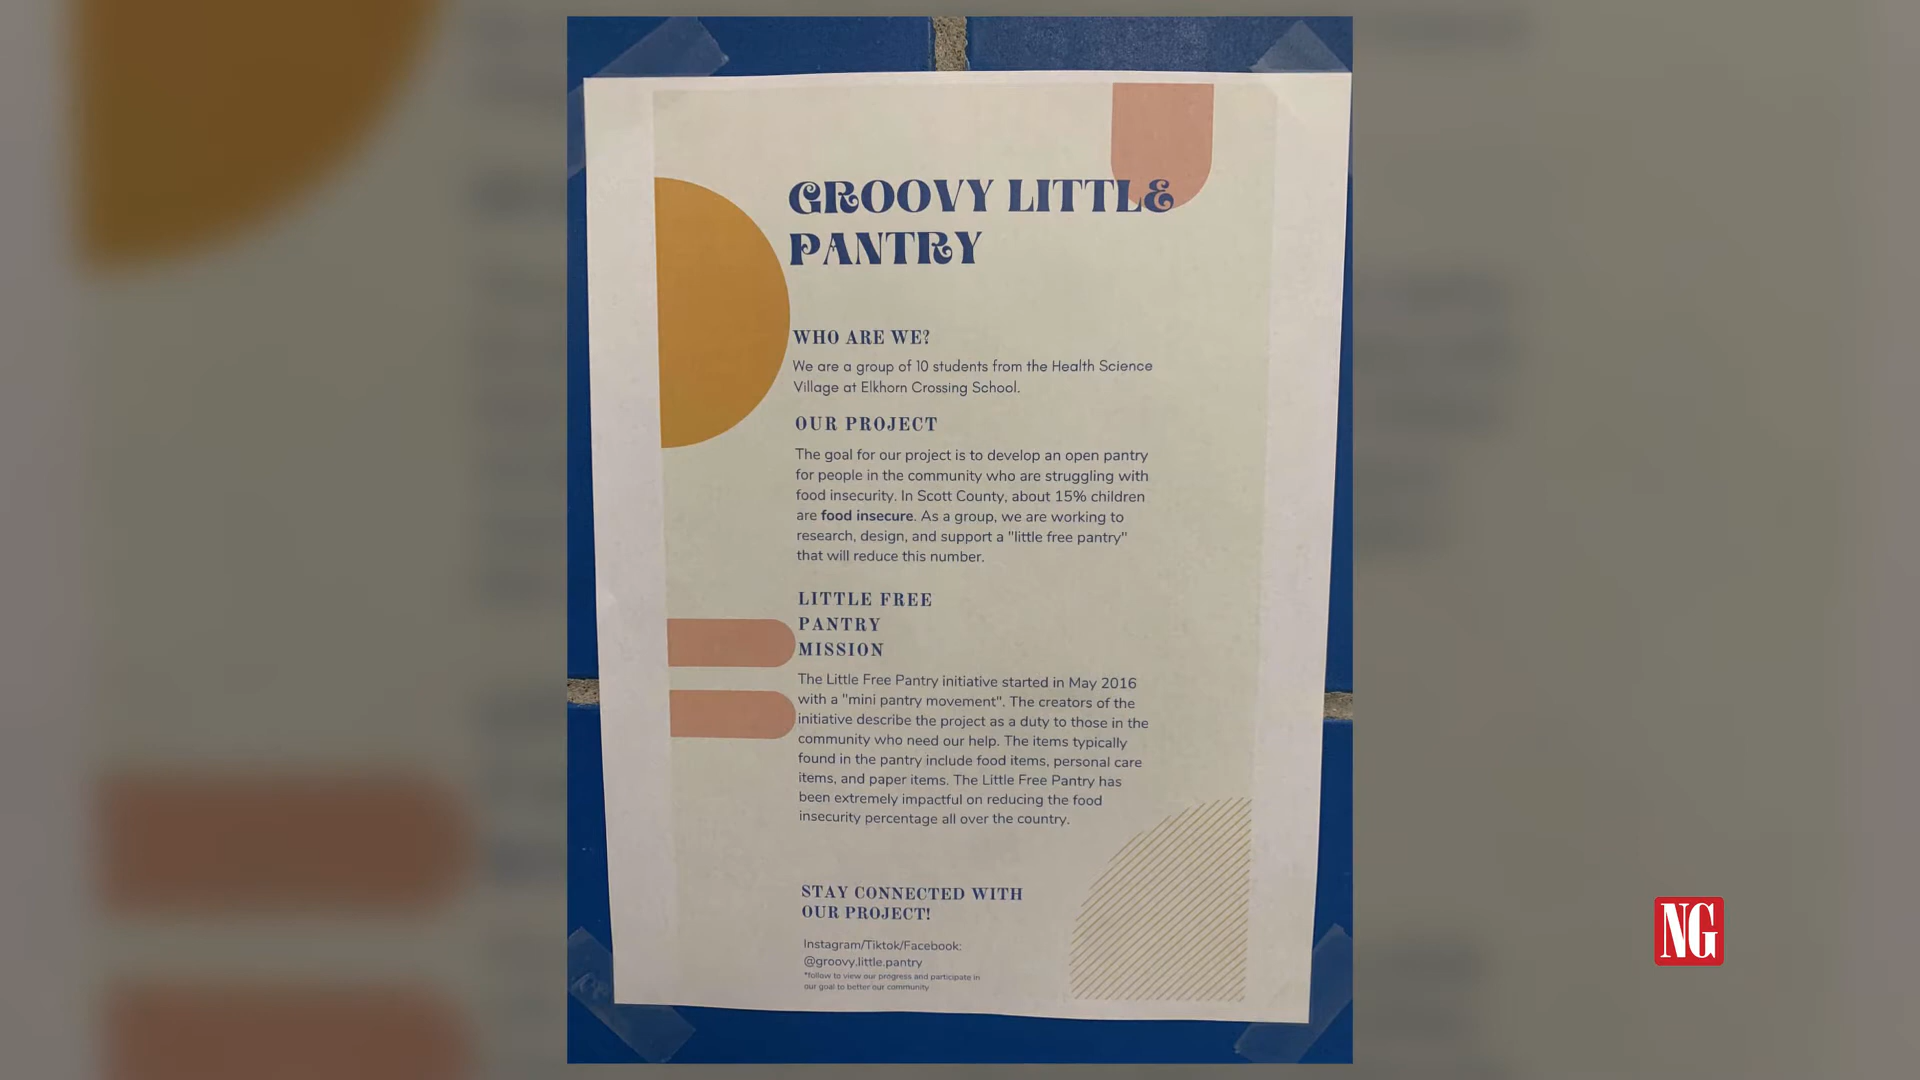 GROOVY LITTLE
PANTRY
WHO ARE WE?
We are a group of 10 students from the Health Science
Village at Elkhorn Crossing School.
OUR PROJECT
The goal for our project is to develop an open pantry
for people in the community who are struggling with
food insecurity. In Scott County, about 15% children
are food insecure. As a group, we are working to
research, design, and support a "little free pantry"
that will reduce this number.
LITTLE FREE
PANTRY
MISSION
The Little Free Pantry initiative started in May 2016
with a "mini pantry movement". The creators of the
initiative describe the project as a duty to those in the
community who need our help. The items typically
found in the pantry include food items, personal care
items, and paper items. The Little Free Pantry has
been extremely impactful on reducing the food
insecurity percentage all over the country.
STAY CONNECTED WITH
OUR PROJECT!
Instagram/Tiktok/Facebook:
@groovy.little.pantry
*follow to view our progress and participate in
our goal to better our community
NG